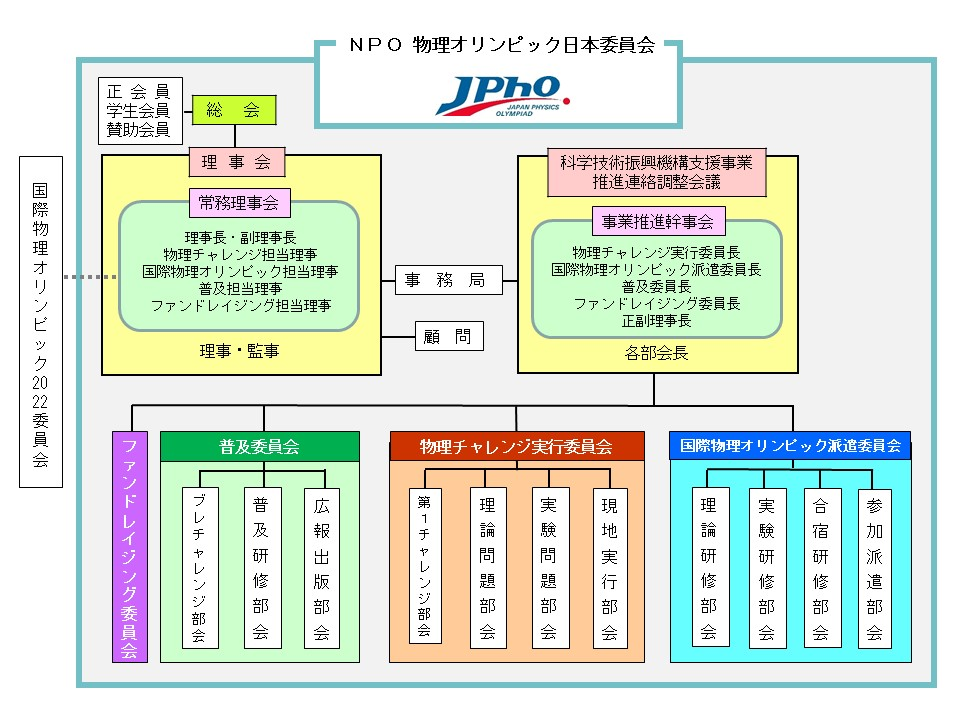 NPO 物理オリンピック日本委員会
JPhO
JAPAN PHYSICS
OLYMPIAD
正会員
学生会員
賛助会員
総会
国際物理オリンピック2022委員会
理事会
常務理事会
理事長・副理事長
物理チャレンジ担当理事
国際物理オリンピック担当理事
普及担当理事
ファンドレイジング担当理事
理事・監事
事務局
顧問
科学技術振興機構支援事業
推進連絡調整会議
事業推進幹事会
物理チャレンジ実行委員長
国際物理オリンピック派遣委員長
普及委員長
ファンドレイジング委員長
正副理事長
各部会長
ファンドレイジング委員会
普及委員会
プレチャレンジ部会
普及研修部会
広報出版部会
物理チャレンジ実行委員会
第1チャレンジ部会
理論問題部会
実験問題部会
現地実行部会
国際物理オリンピック派遣委員会
理論研修部会
実験研修部会
合宿研修部会
参加派遣部会